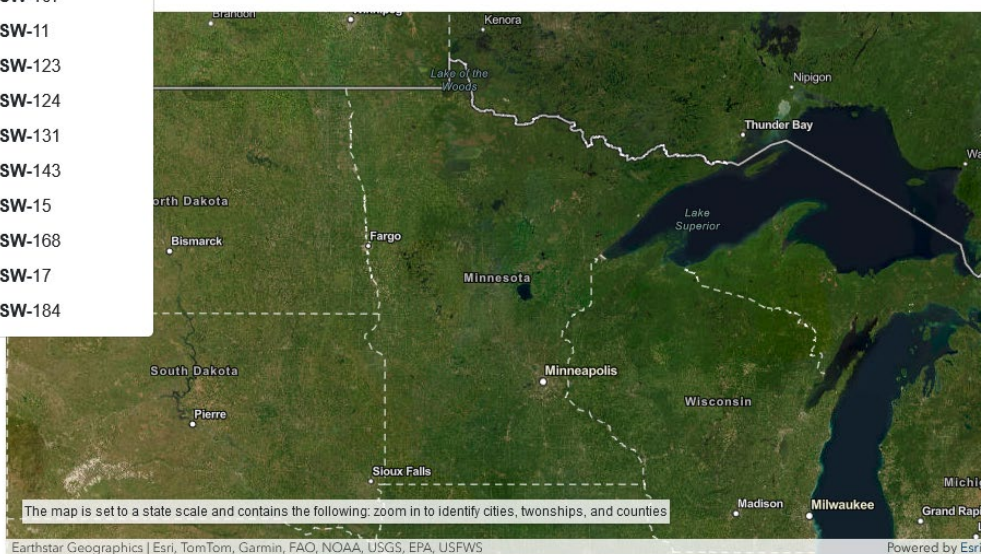 SW-11
SW-123
SW-124
SW-131
SW-143
SW-15
SW-168
SW-17
SW-184
Brandon
Kenora
Lake of the
Woods
Nipigon
Thunder Bay
orth Dakota
Lake
Superior
Bismarck
Fargo
Minnesota
South Dakota
Minneapolis
Wisconsin
Pierre
Sioux Falls
Michi
Madison
Milwaukee
Grand Rapi
The map is set to a state scale and contains the following: zoom in to identify cities, twonships, and counties
Earthstar Geographics | Esri, TomTom, Garmin, FAO, NOAA, USGS, EPA, USFWS
Powered by Esri